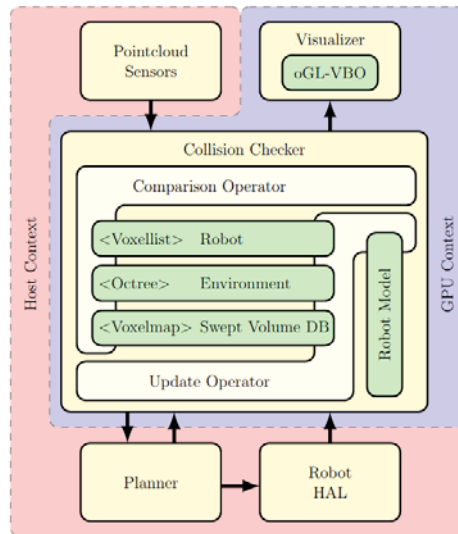 Pointcloud
Sensors
Visualizer
oGL-VBO
Collision Checker
Comparison Operator
<Voxellist> Robot
<Octree> Environment
<Voxelmap> Swept Volume DB
Update Operator
Robot Model
Host Context
GPU Context
Planner
Robot
HAL